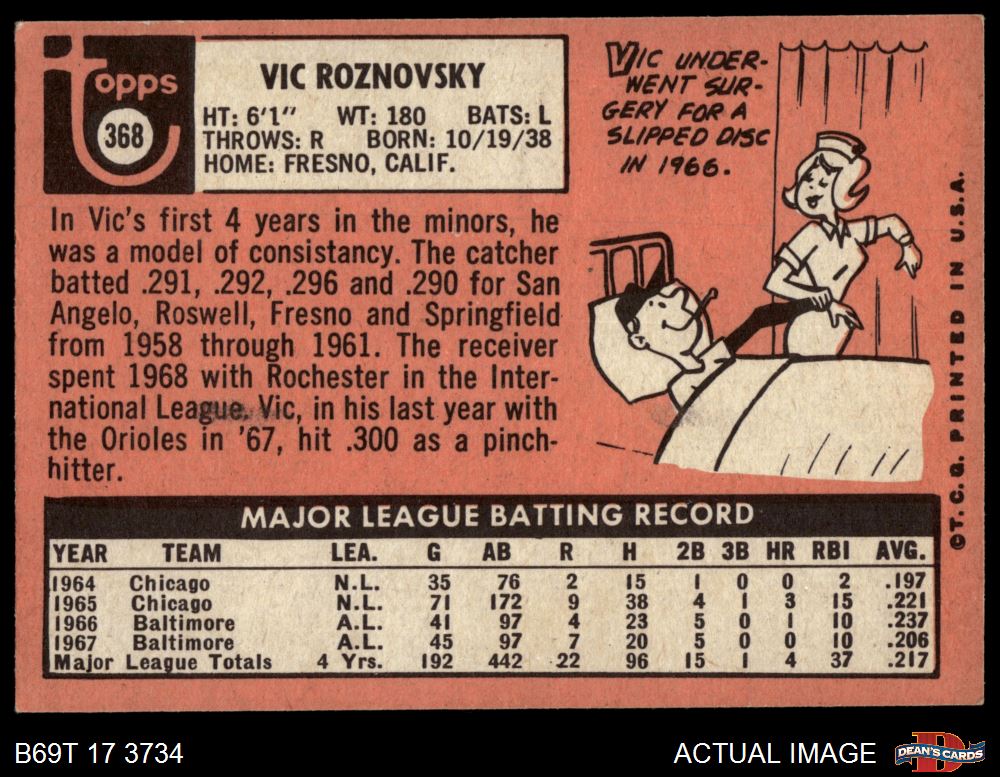 topps
368
VIC ROZNOVSKY
HT: 6'1" WT: 180 BATS: L
THROWS: R BORN: 10/19/38
HOME: FRESNO, CALIF.
In Vic's first 4 years in the minors, he
was a model of consistancy. The catcher
batted .291, .292, .296 and .290 for San
Angelo, Roswell, Fresno and Springfield
from 1958 through 1961. The receiver
spent 1968 with Rochester in the Inter-
national League. Vic, in his last year with
the Orioles in '67, hit .300 as a pinch-
hitter.
VIC UNDER-
WENT SUR-
GERY FOR A
SLIPPED DISC
IN 1966.
©T.C.G. PRINTED IN U.S.A.
MAJOR LEAGUE BATTING RECORD
YEAR TEAM LEA. G AB R H 2B 3B HR RBI AVG.
1964 Chicago N.L. 35 76 2 15 1 0 0 2 .197
1965 Chicago N.L. 71 172 9 38 4 1 3 15 .221
1966 Baltimore A.L. 41 97 4 23 5 0 1 10 .237
1967 Baltimore A.L. 45 97 7 20 5 0 0 10 .206
Major League Totals 4 Yrs. 192 442 22 96 15 1 4 37 .217
B69T 17 3734
ACTUAL IMAGE
D
DEAN'S CARDS